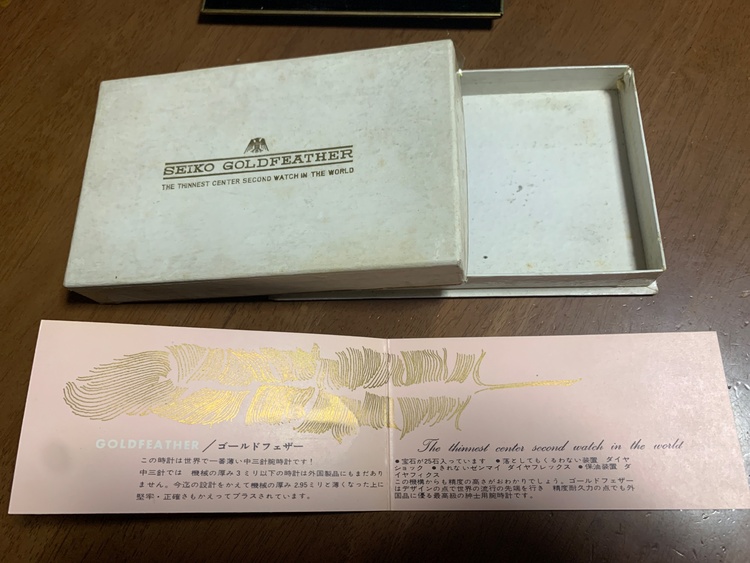 SEIKO GOLDFEATHER
THE THINNEST CENTER SECOND WATCH IN THE WORLD
GOLDFEATHER/ゴールドフェザー
この時計は世界で一番薄い中三針腕時計です!
中三針では 機械の厚み3ミリ以下の時計は外国製品にもまだあり
ません。今迄の設計をかえて機械の厚み2.95ミリと薄くなった上に
堅牢・正確さもかえってプラスされています。
The thinnest center second watch in the world
●宝石が25石入っています ●落としてもくるわない装置 ダイヤ
ショック ●きれないゼンマイ ダイヤフレックス ●保油装置 ダ
イヤフィクス
この機構からも精度の高さがおわかりでしょう。ゴールドフェザー
はデザインの点で世界の流行の先端を行き 精度耐久力の点でも外
国品に優る最高級の紳士用腕時計です。